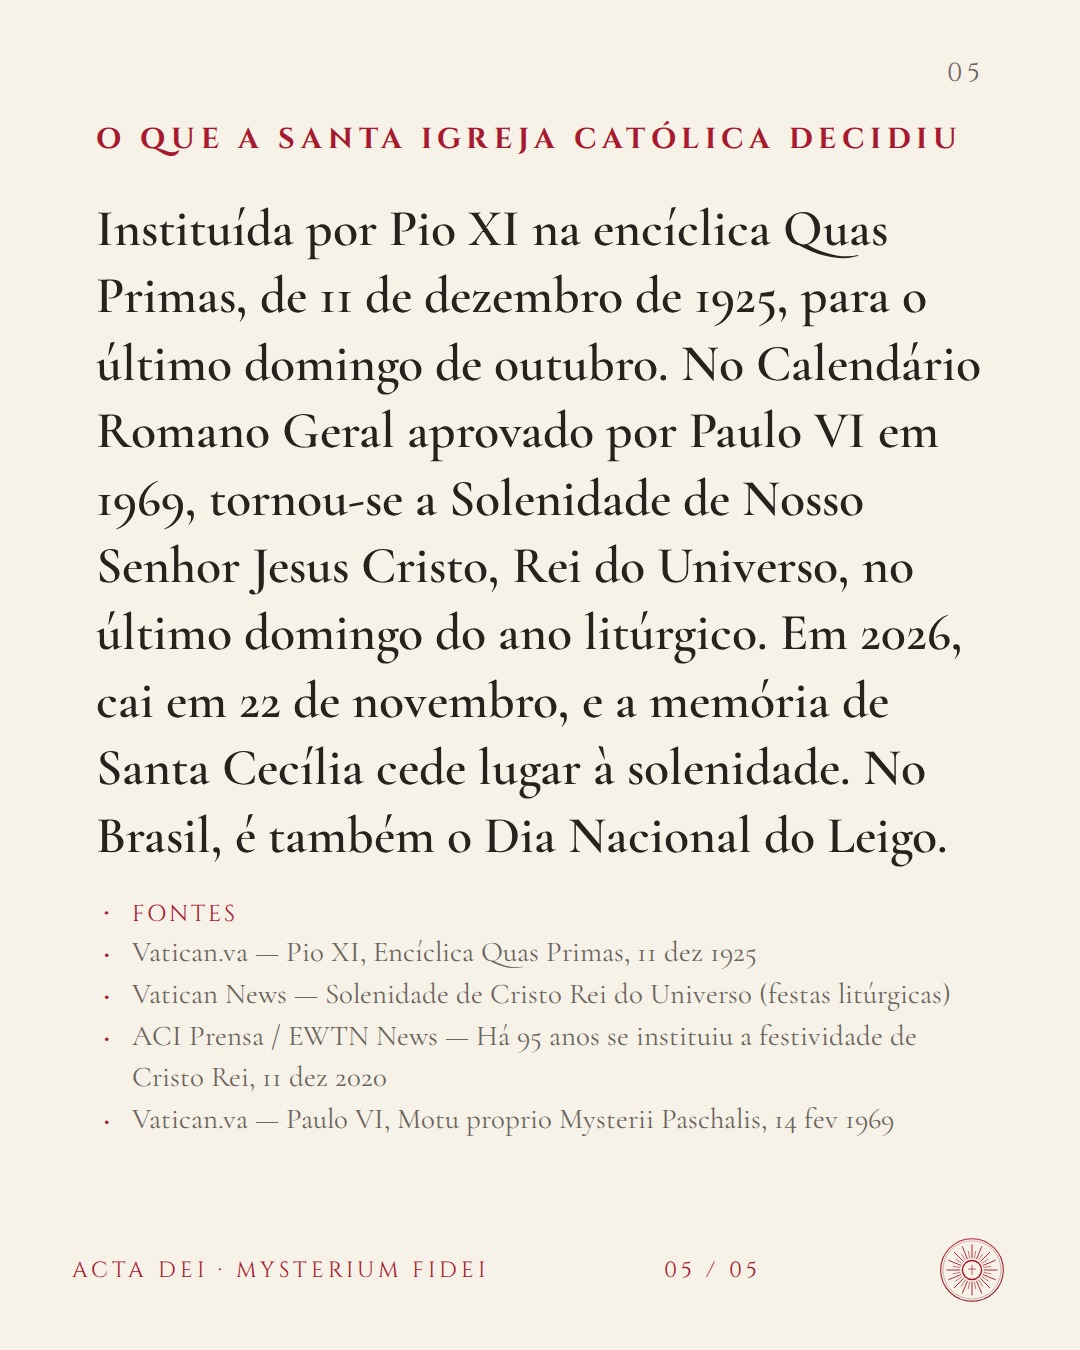 05
O QUE A SANTA IGREJA CATÓLICA DECIDIU
Instituída por Pio XI na encíclica Quas
Primas, de 11 de dezembro de 1925, para o
último domingo de outubro. No Calendário
Romano Geral aprovado por Paulo VI em
1969, tornou-se a Solenidade de Nosso
Senhor Jesus Cristo, Rei do Universo, no
último domingo do ano litúrgico. Em 2026,
cai em 22 de novembro, e a memória de
Santa Cecília cede lugar à solenidade. No
Brasil, é também o Dia Nacional do Leigo.
· FONTES
· Vatican.va — Pio XI, Encíclica Quas Primas, 11 dez 1925
· Vatican News — Solenidade de Cristo Rei do Universo (festas litúrgicas)
· ACI Prensa / EWTN News — Há 95 anos se instituiu a festividade de
Cristo Rei, 11 dez 2020
· Vatican.va — Paulo VI, Motu proprio Mysterii Paschalis, 14 fev 1969
ACTA DEI · MYSTERIUM FIDEI
05 / 05